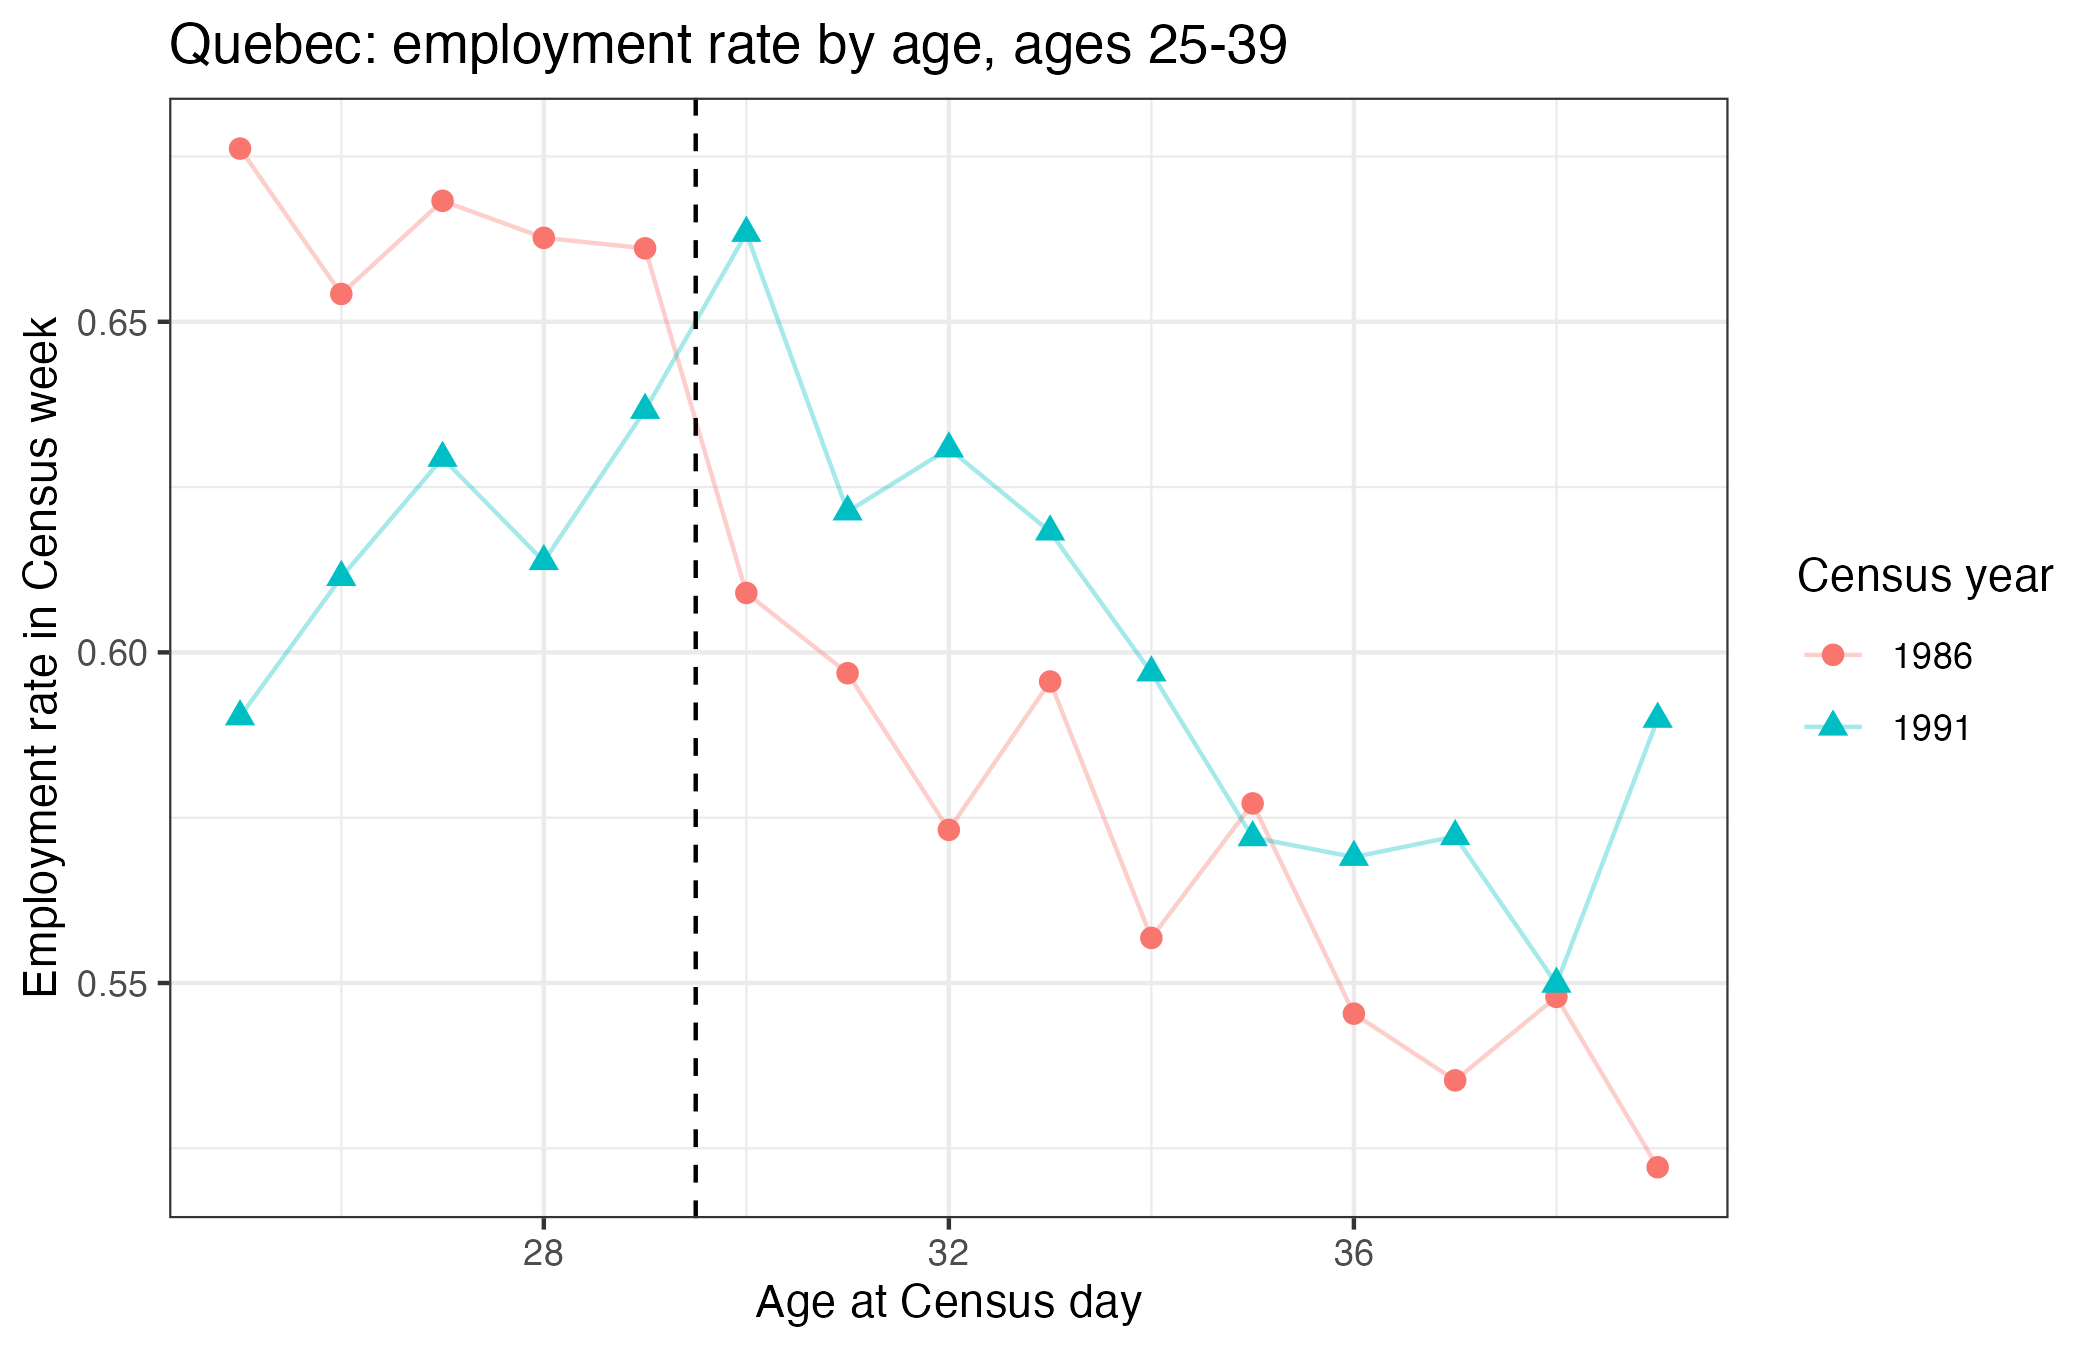 Quebec: employment rate by age, ages 25-39
Employment rate in Census week
0.65
0.60
0.55
28
32
36
Age at Census day
Census year
1986
1991